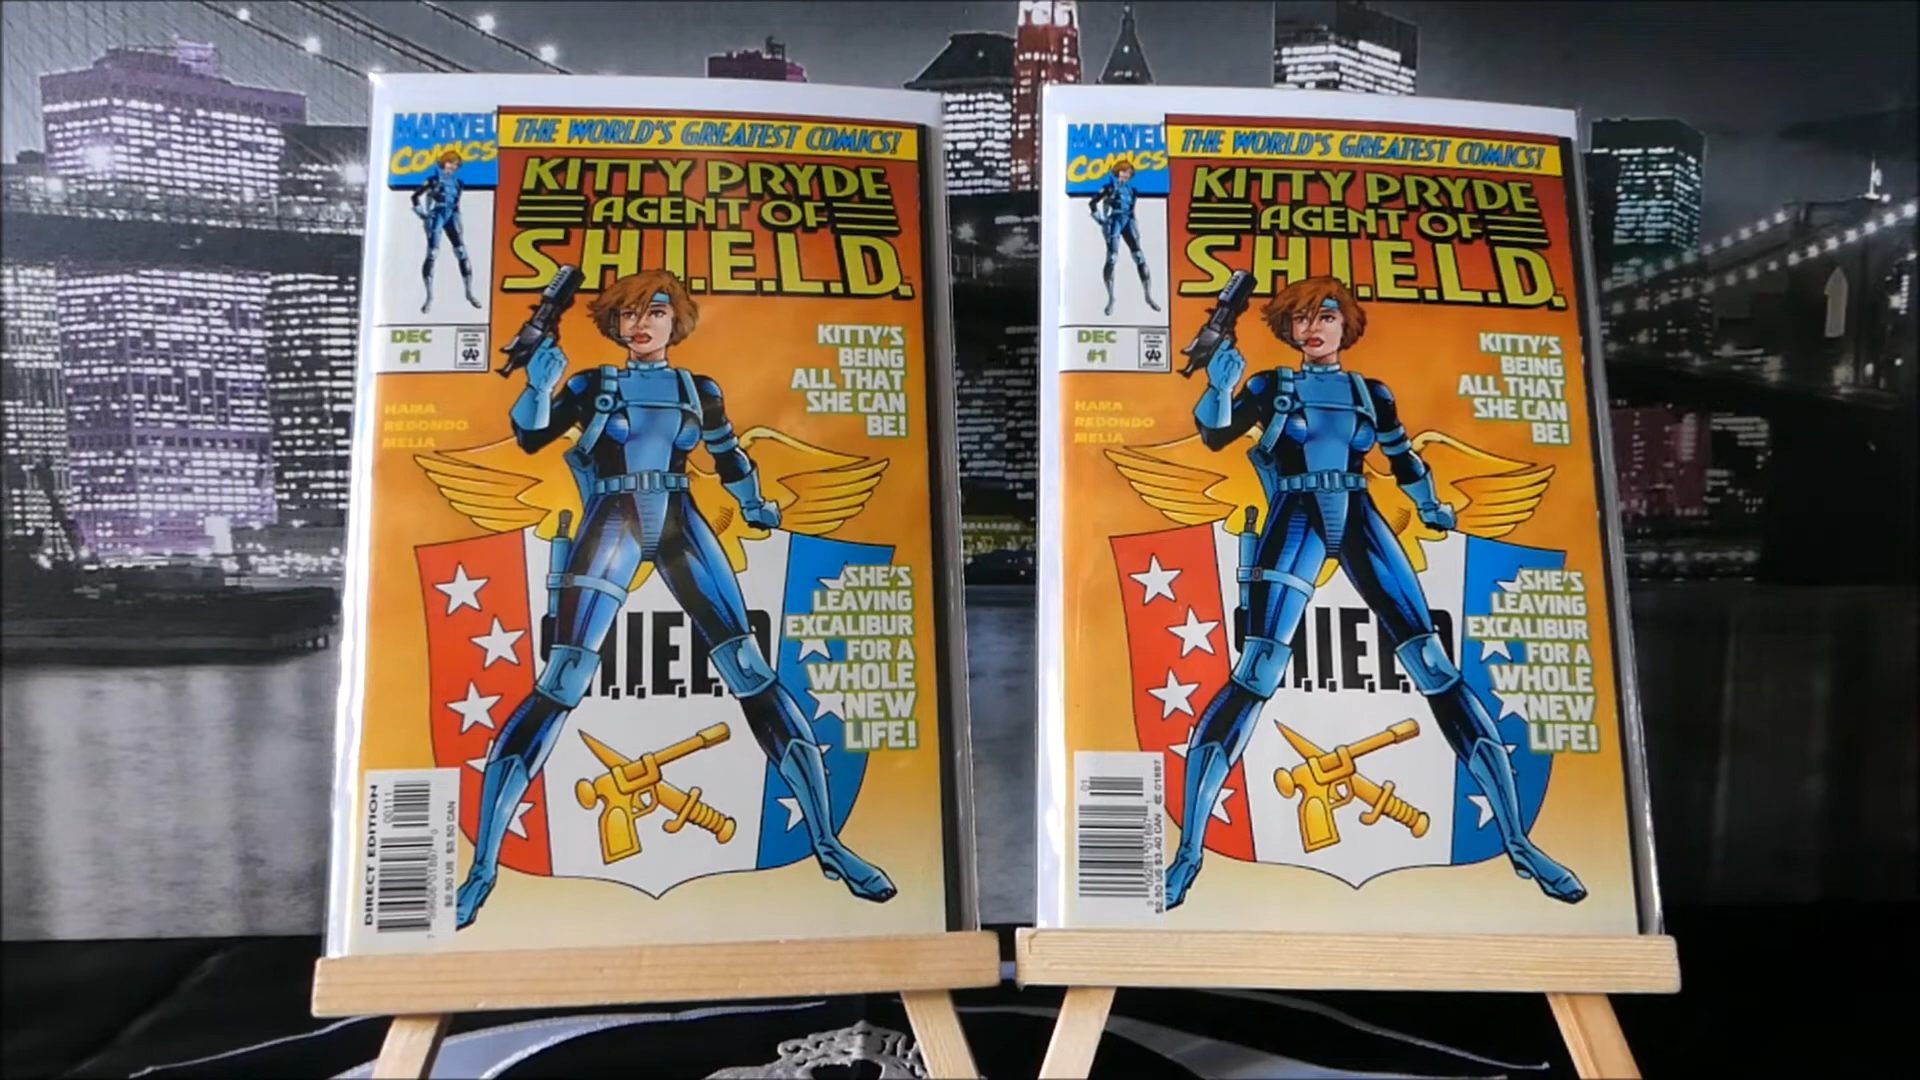 MARVEL
COMICS
THE WORLD'S GREATEST COMICS!
KITTY PRYDE
AGENT OF
S.H.I.E.L.D.
DEC
#1
KITTY'S
BEING
ALL THAT
SHE CAN
BE!
HAMA
REDONDO
MELIA
SHE'S
LEAVING
EXCALIBUR
FOR A
WHOLE
NEW
LIFE!
DIRECT EDITION
00111
$2.50 US $3.50 CAN
MARVEL
COMICS
THE WORLD'S GREATEST COMICS!
KITTY PRYDE
AGENT OF
S.H.I.E.L.D.
DEC
#1
KITTY'S
BEING
ALL THAT
SHE CAN
BE!
HAMA
REDONDO
MELIA
SHE'S
LEAVING
EXCALIBUR
FOR A
WHOLE
NEW
LIFE!
01
$2.50 US $3.40 CAN